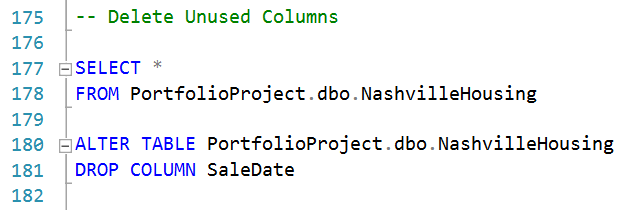 175 -- Delete Unused Columns
176
177 SELECT *
178 FROM PortfolioProject.dbo.NashvilleHousing
179
180 ALTER TABLE PortfolioProject.dbo.NashvilleHousing
181 DROP COLUMN SaleDate
182